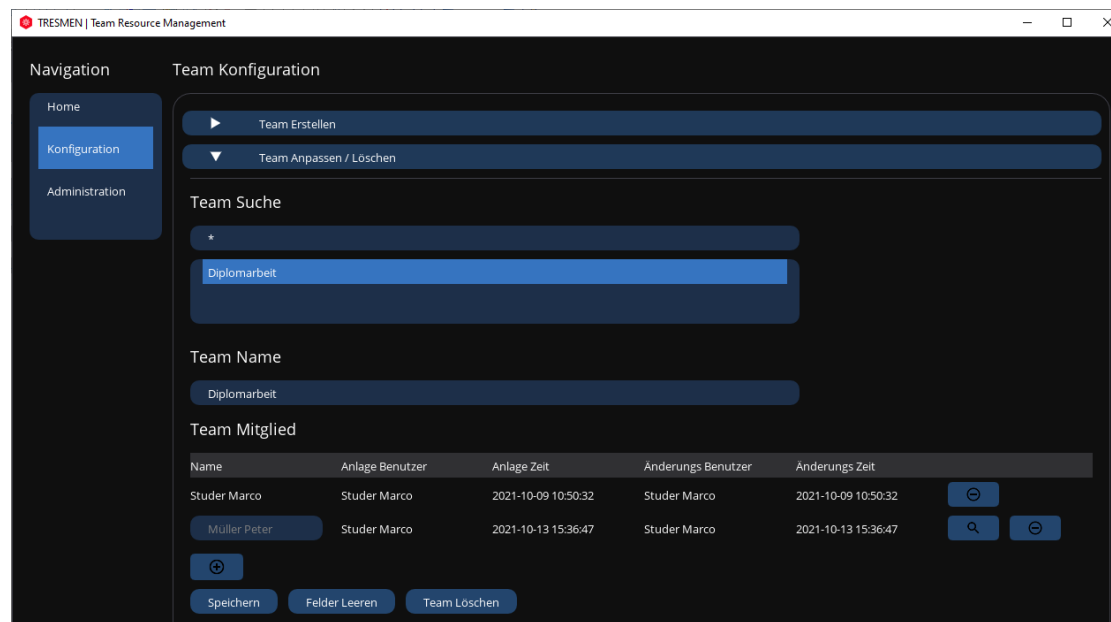 TRESMEN | Team Resource Management
Navigation
Team Konfiguration
Home
Konfiguration
Administration
Team Erstellen
Team Anpassen / Löschen
Team Suche
*
Diplomarbeit
Team Name
Diplomarbeit
Team Mitglied
Name Anlage Benutzer Anlage Zeit Änderungs Benutzer Änderungs Zeit
Studer Marco Studer Marco 2021-10-09 10:50:32 Studer Marco 2021-10-09 10:50:32
Müller Peter Studer Marco 2021-10-13 15:36:47 Studer Marco 2021-10-13 15:36:47
Speichern Felder Leeren Team Löschen